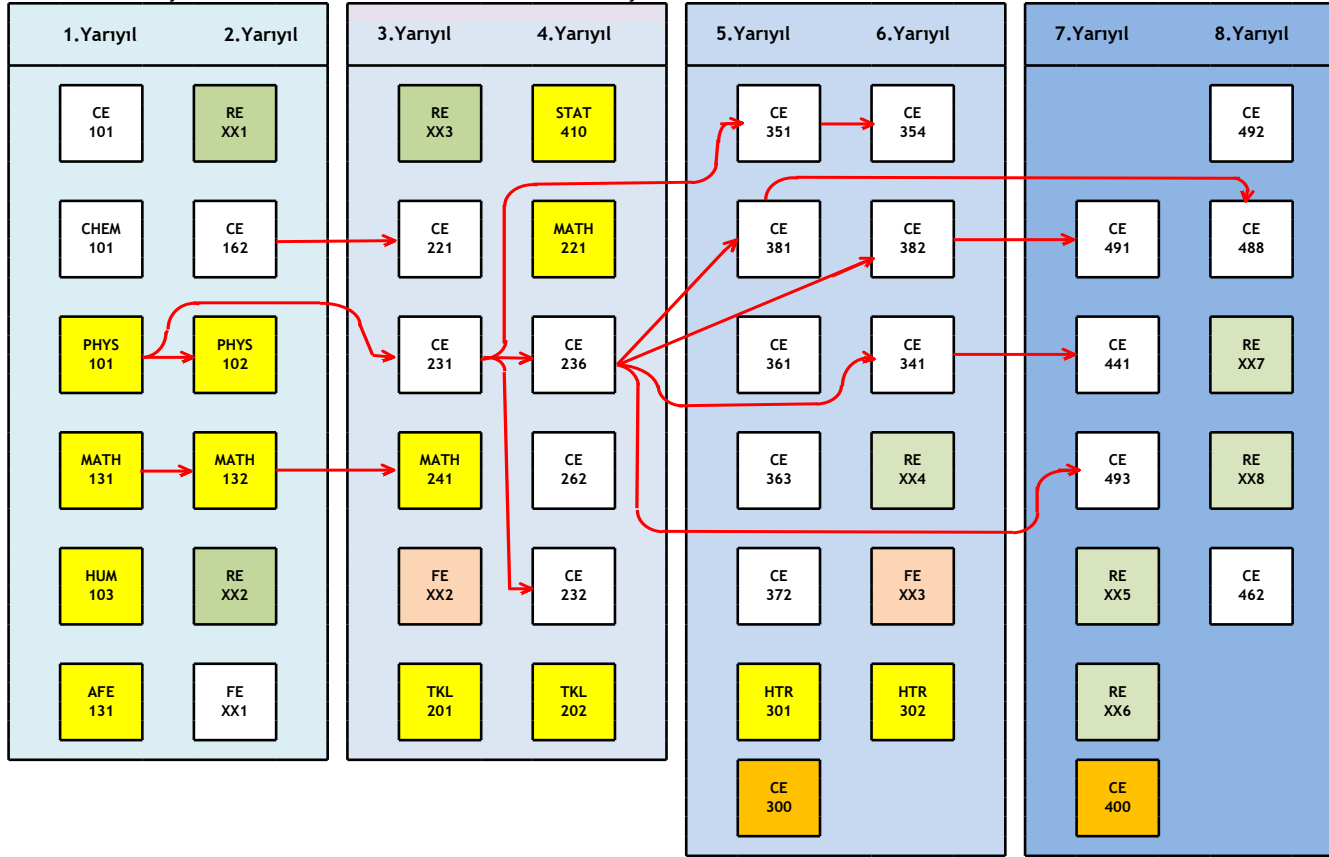 1.Yarıyıl 2.Yarıyıl 3.Yarıyıl 4.Yarıyıl 5.Yarıyıl 6.Yarıyıl 7.Yarıyıl 8.Yarıyıl
CE RE RE STAT CE CE CE
101 XX1 XX3 410 351 354 492
CHEM CE CE MATH CE CE CE CE
101 162 221 221 381 382 491 488
PHYS PHYS CE CE CE CE CE RE
101 102 231 236 361 341 441 XX7
MATH MATH MATH CE CE RE CE RE
131 132 241 262 363 XX4 493 XX8
HUM RE FE CE CE FE RE CE
103 XX2 XX2 232 372 XX3 XX5 462
AFE FE TKL TKL HTR HTR RE
131 XX1 201 202 301 302 XX6
CE CE
300 400